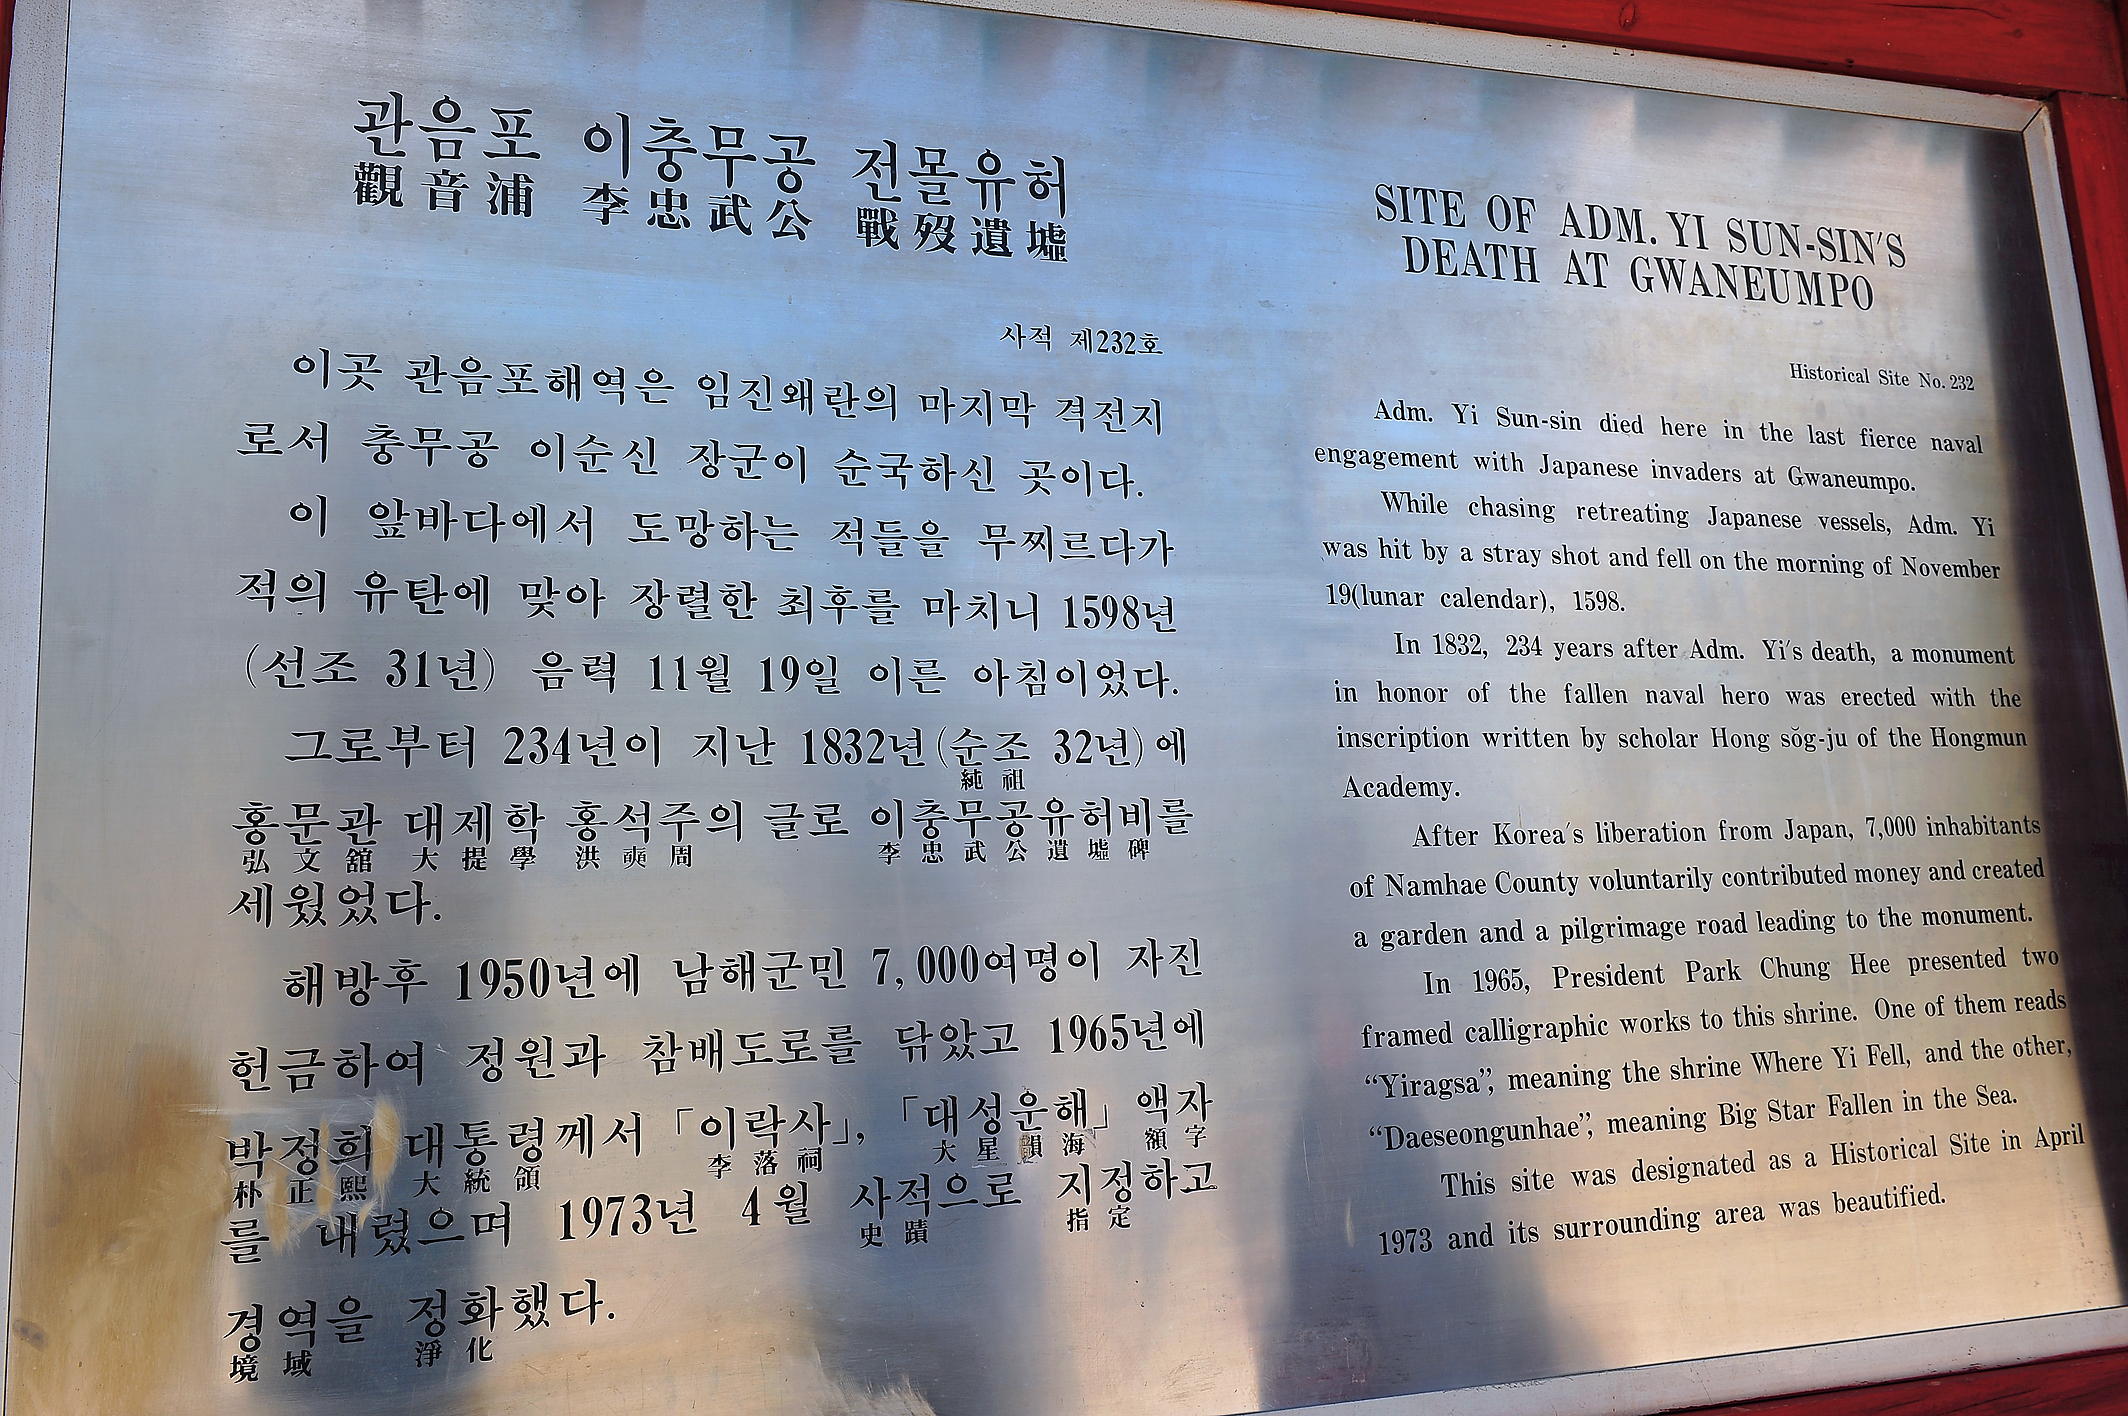 관음포 이충무공 전몰유허
觀音浦 李忠武公 戰歿遺墟
사적 제232호
이곳 관음포해역은 임진왜란의 마지막 격전지
로서 충무공 이순신 장군이 순국하신 곳이다.
이 앞바다에서 도망하는 적들을 무찌르다가
적의 유탄에 맞아 장렬한 최후를 마치니 1598년
(선조 31년) 음력 11월 19일 이른 아침이었다.
그로부터 234년이 지난 1832년(순조 32년)에
純祖
홍문관 대제학 홍석주의 글로 이충무공유허비를
弘文舘 大提學 洪奭周 李忠武公遺墟碑
세웠었다.
해방후 1950년에 남해군민 7,000여명이 자진
헌금하여 정원과 참배도로를 닦았고 1965년에
박정희 대통령께서 「이락사」, 「대성운해」 액자
朴正熙 大統領 李落祠 大星隕海 額字
를 내렸으며 1973년 4월 사적으로 지정하고
史蹟 指定
경역을 정화했다.
境域 淨化
SITE OF ADM. YI SUN-SIN'S
DEATH AT GWANEUMPO
Historical Site No. 232
Adm. Yi Sun-sin died here in the last fierce naval
engagement with Japanese invaders at Gwaneumpo.
While chasing retreating Japanese vessels, Adm. Yi
was hit by a stray shot and fell on the morning of November
19(lunar calendar), 1598.
In 1832, 234 years after Adm. Yi's death, a monument
in honor of the fallen naval hero was erected with the
inscription written by scholar Hong sŏg-ju of the Hongmun
Academy.
After Korea's liberation from Japan, 7,000 inhabitants
of Namhae County voluntarily contributed money and created
a garden and a pilgrimage road leading to the monument.
In 1965, President Park Chung Hee presented two
framed calligraphic works to this shrine. One of them reads
“Yiragsa”, meaning the shrine Where Yi Fell, and the other,
“Daeseongunhae”, meaning Big Star Fallen in the Sea.
This site was designated as a Historical Site in April
1973 and its surrounding area was beautified.